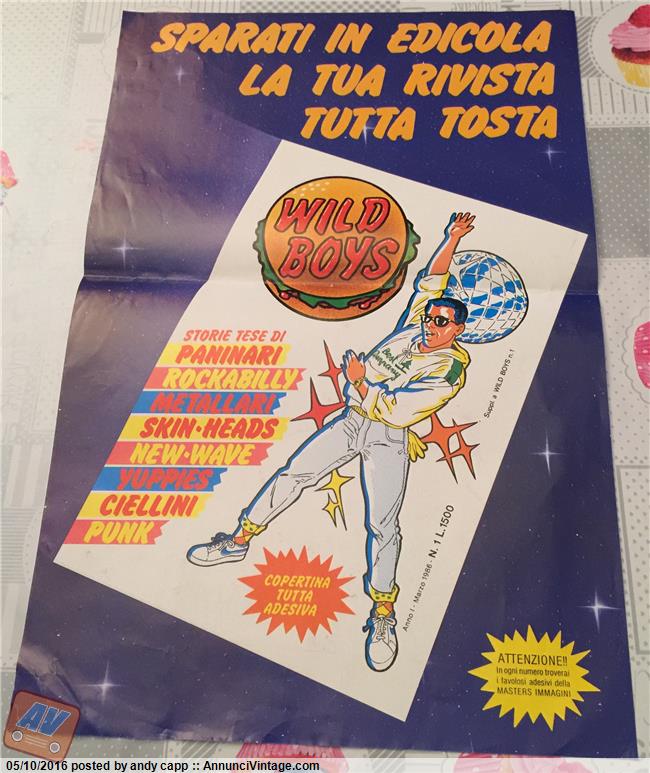 SPARATI IN EDICOLA
LA TUA RIVISTA
TUTTA TOSTA
WILD
BOYS
STORIE TESE DI
PANINARI
ROCKABILLY
METALLARI
SKIN-HEADS
NEW-WAVE
YUPPIES
CIELLINI
PUNK
Best
Company
Suppl. a WILD BOYS n. 1
Anno I - Marzo 1986 - N. 1 L. 1500
COPERTINA
TUTTA
ADESIVA
ATTENZIONE!!
In ogni numero troverai
i favolosi adesivi della
MASTERS IMMAGINI
AV
05/10/2016 posted by andy capp :: AnnunciVintage.com